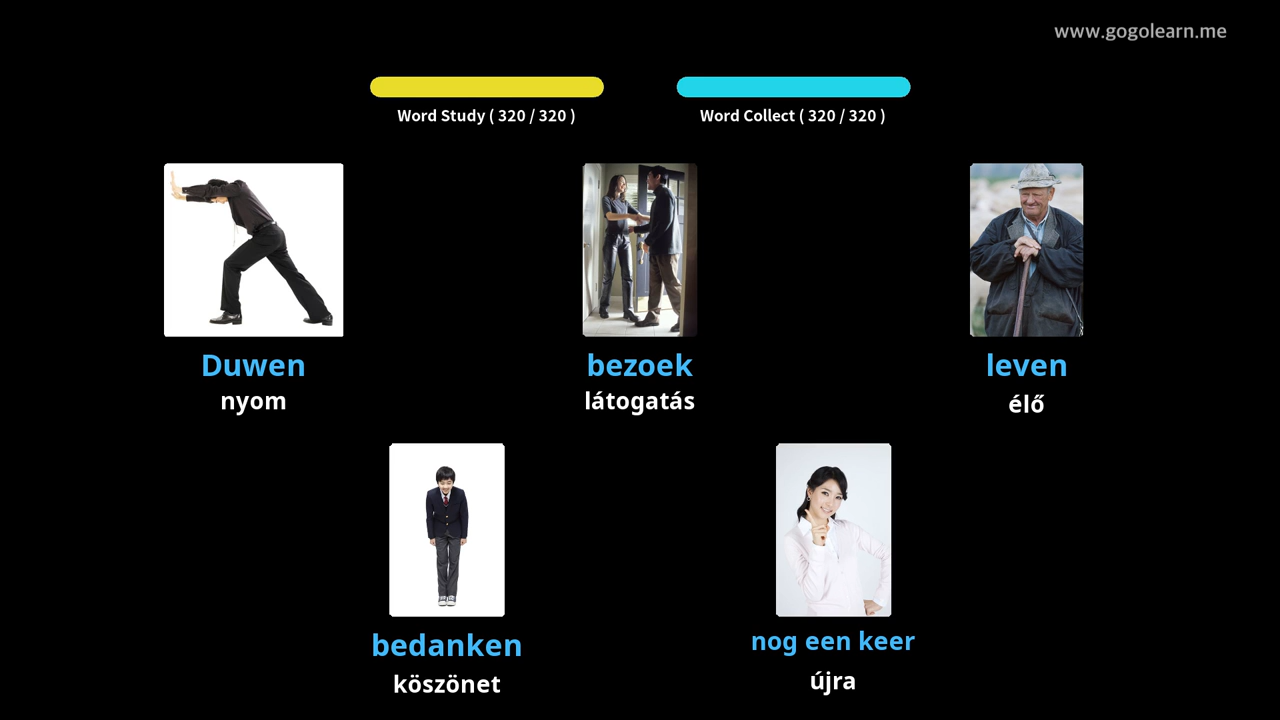 www.gogolearn.me
Word Study ( 320 / 320 )
Word Collect ( 320 / 320 )
Duwen
nyom
bezoek
látogatás
leven
élő
bedanken
köszönet
nog een keer
újra